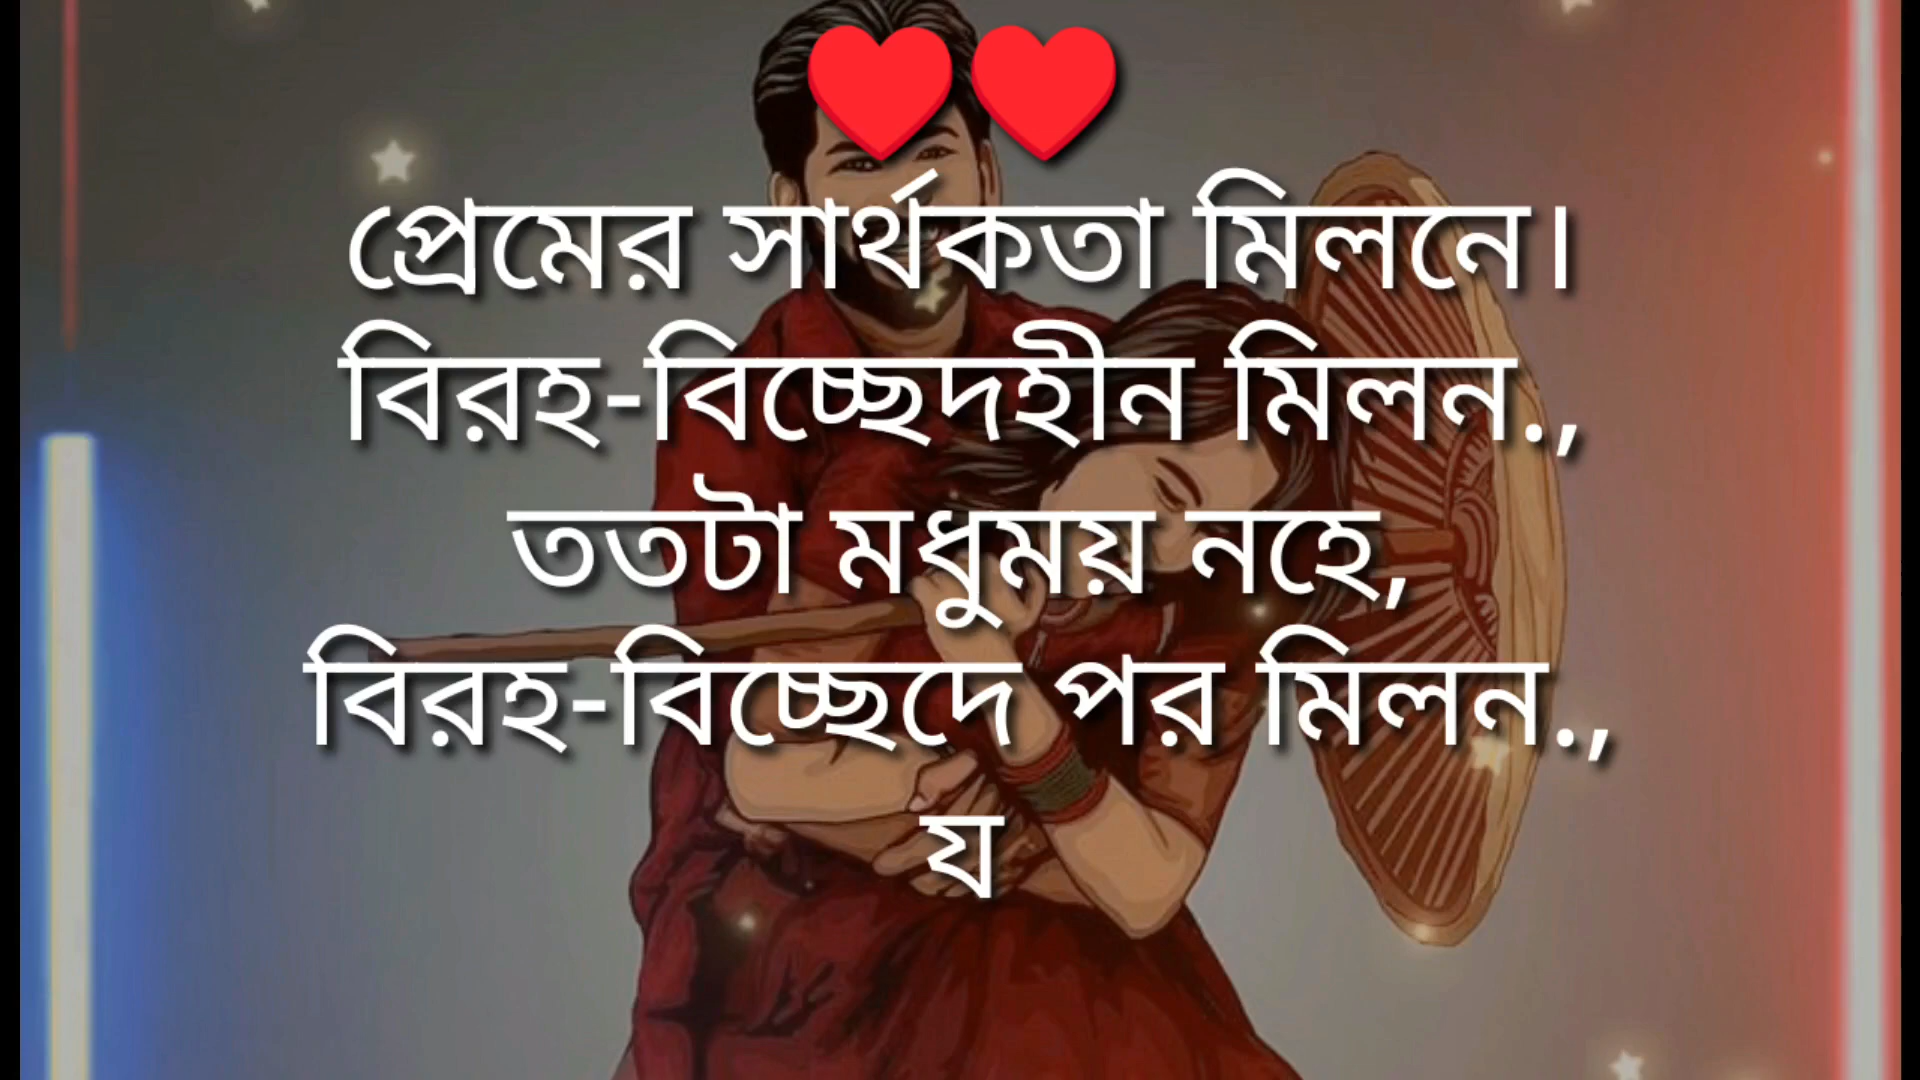 ♥♥
প্রেমের সার্থকতা মিলনে।
বিরহ-বিচ্ছেদহীন মিলন.,
ততটা মধুময় নহে,
বিরহ-বিচ্ছেদে পর মিলন.,
য